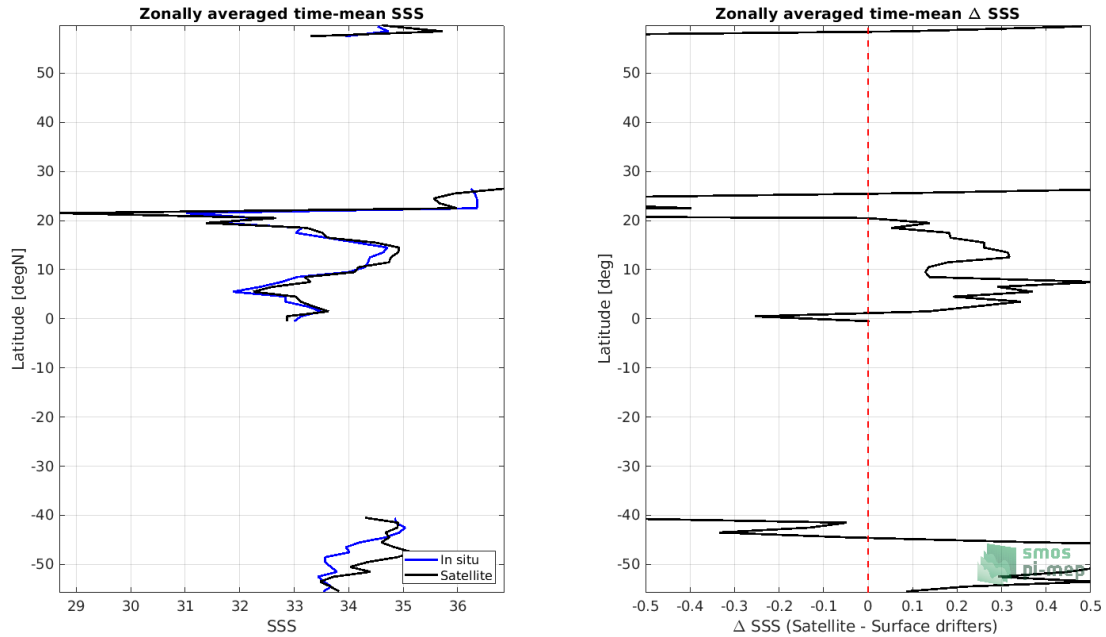 Zonally averaged time-mean SSS
50
40
30
20
10
0
-10
-20
-30
-40
-50
Latitude [degN]
29 30 31 32 33 34 35 36
SSS
In situ
Satellite
Zonally averaged time-mean Δ SSS
50
40
30
20
10
0
-10
-20
-30
-40
-50
Latitude [deg]
-0.5 -0.4 -0.3 -0.2 -0.1 0 0.1 0.2 0.3 0.4 0.5
Δ SSS (Satellite - Surface drifters)
smos
pi-mep